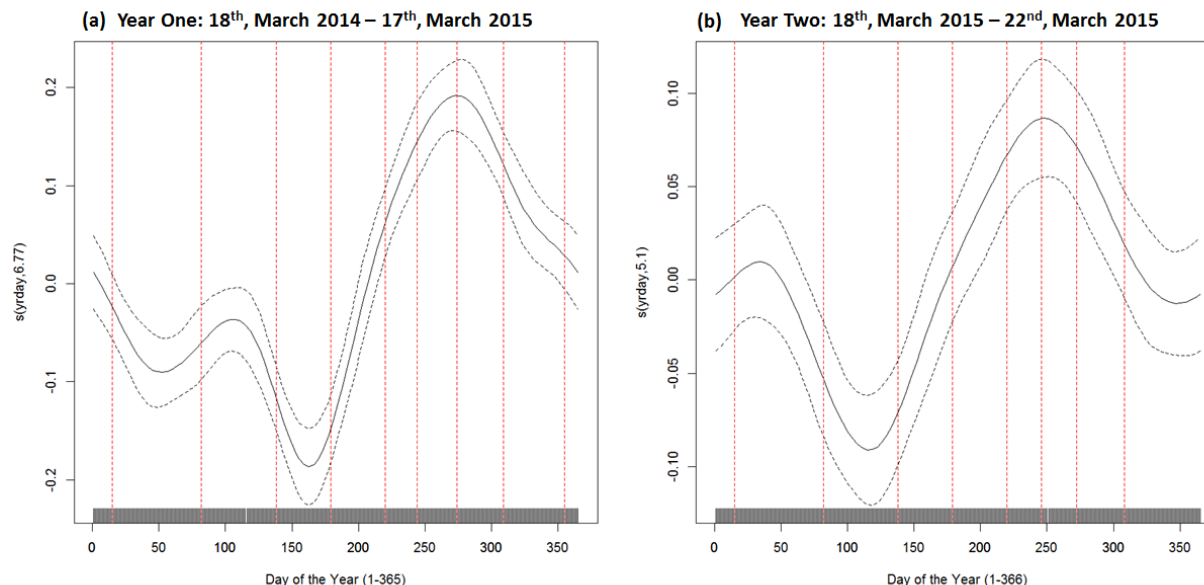 (a) Year One: 18th, March 2014 – 17th, March 2015
s(yrday,6.77)
0.2
0.1
0.0
-0.1
-0.2
0 50 100 150 200 250 300 350
Day of the Year (1-365)
(b) Year Two: 18th, March 2015 – 22nd, March 2015
s(yrday,5.1)
0.10
0.05
0.00
-0.05
-0.10
0 50 100 150 200 250 300 350
Day of the Year (1-366)